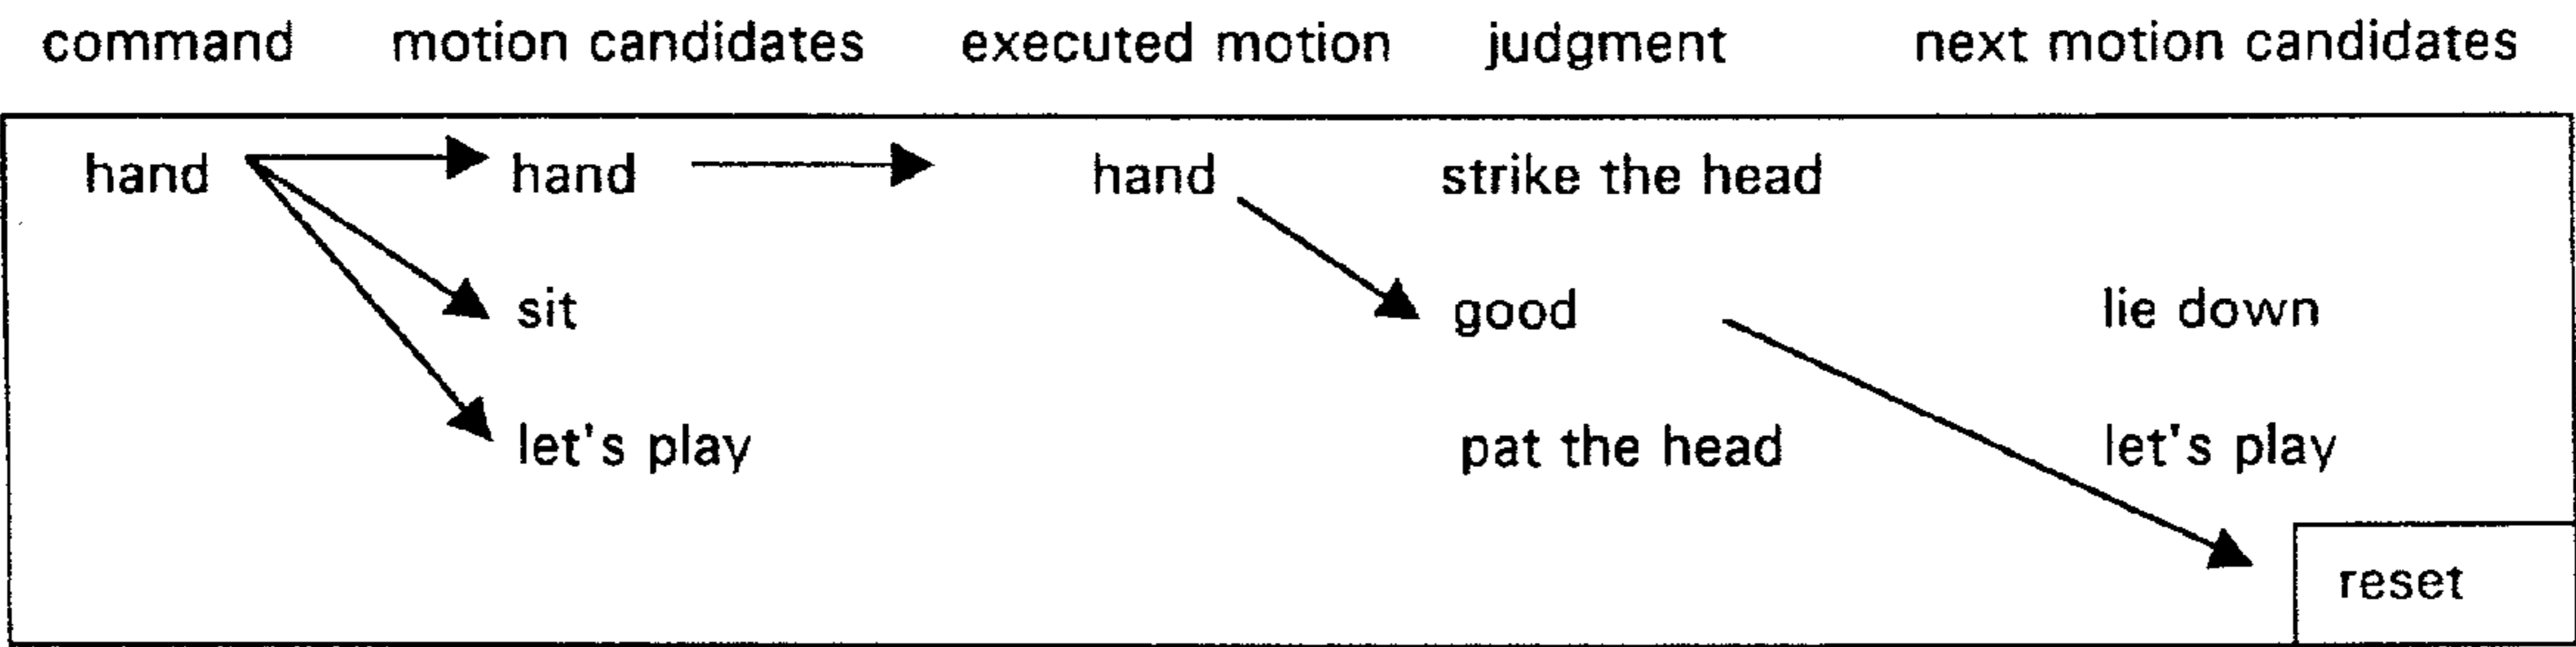 command motion candidates executed motion judgment next motion candidates
hand hand hand strike the head
sit good lie down
let's play pat the head let's play
reset